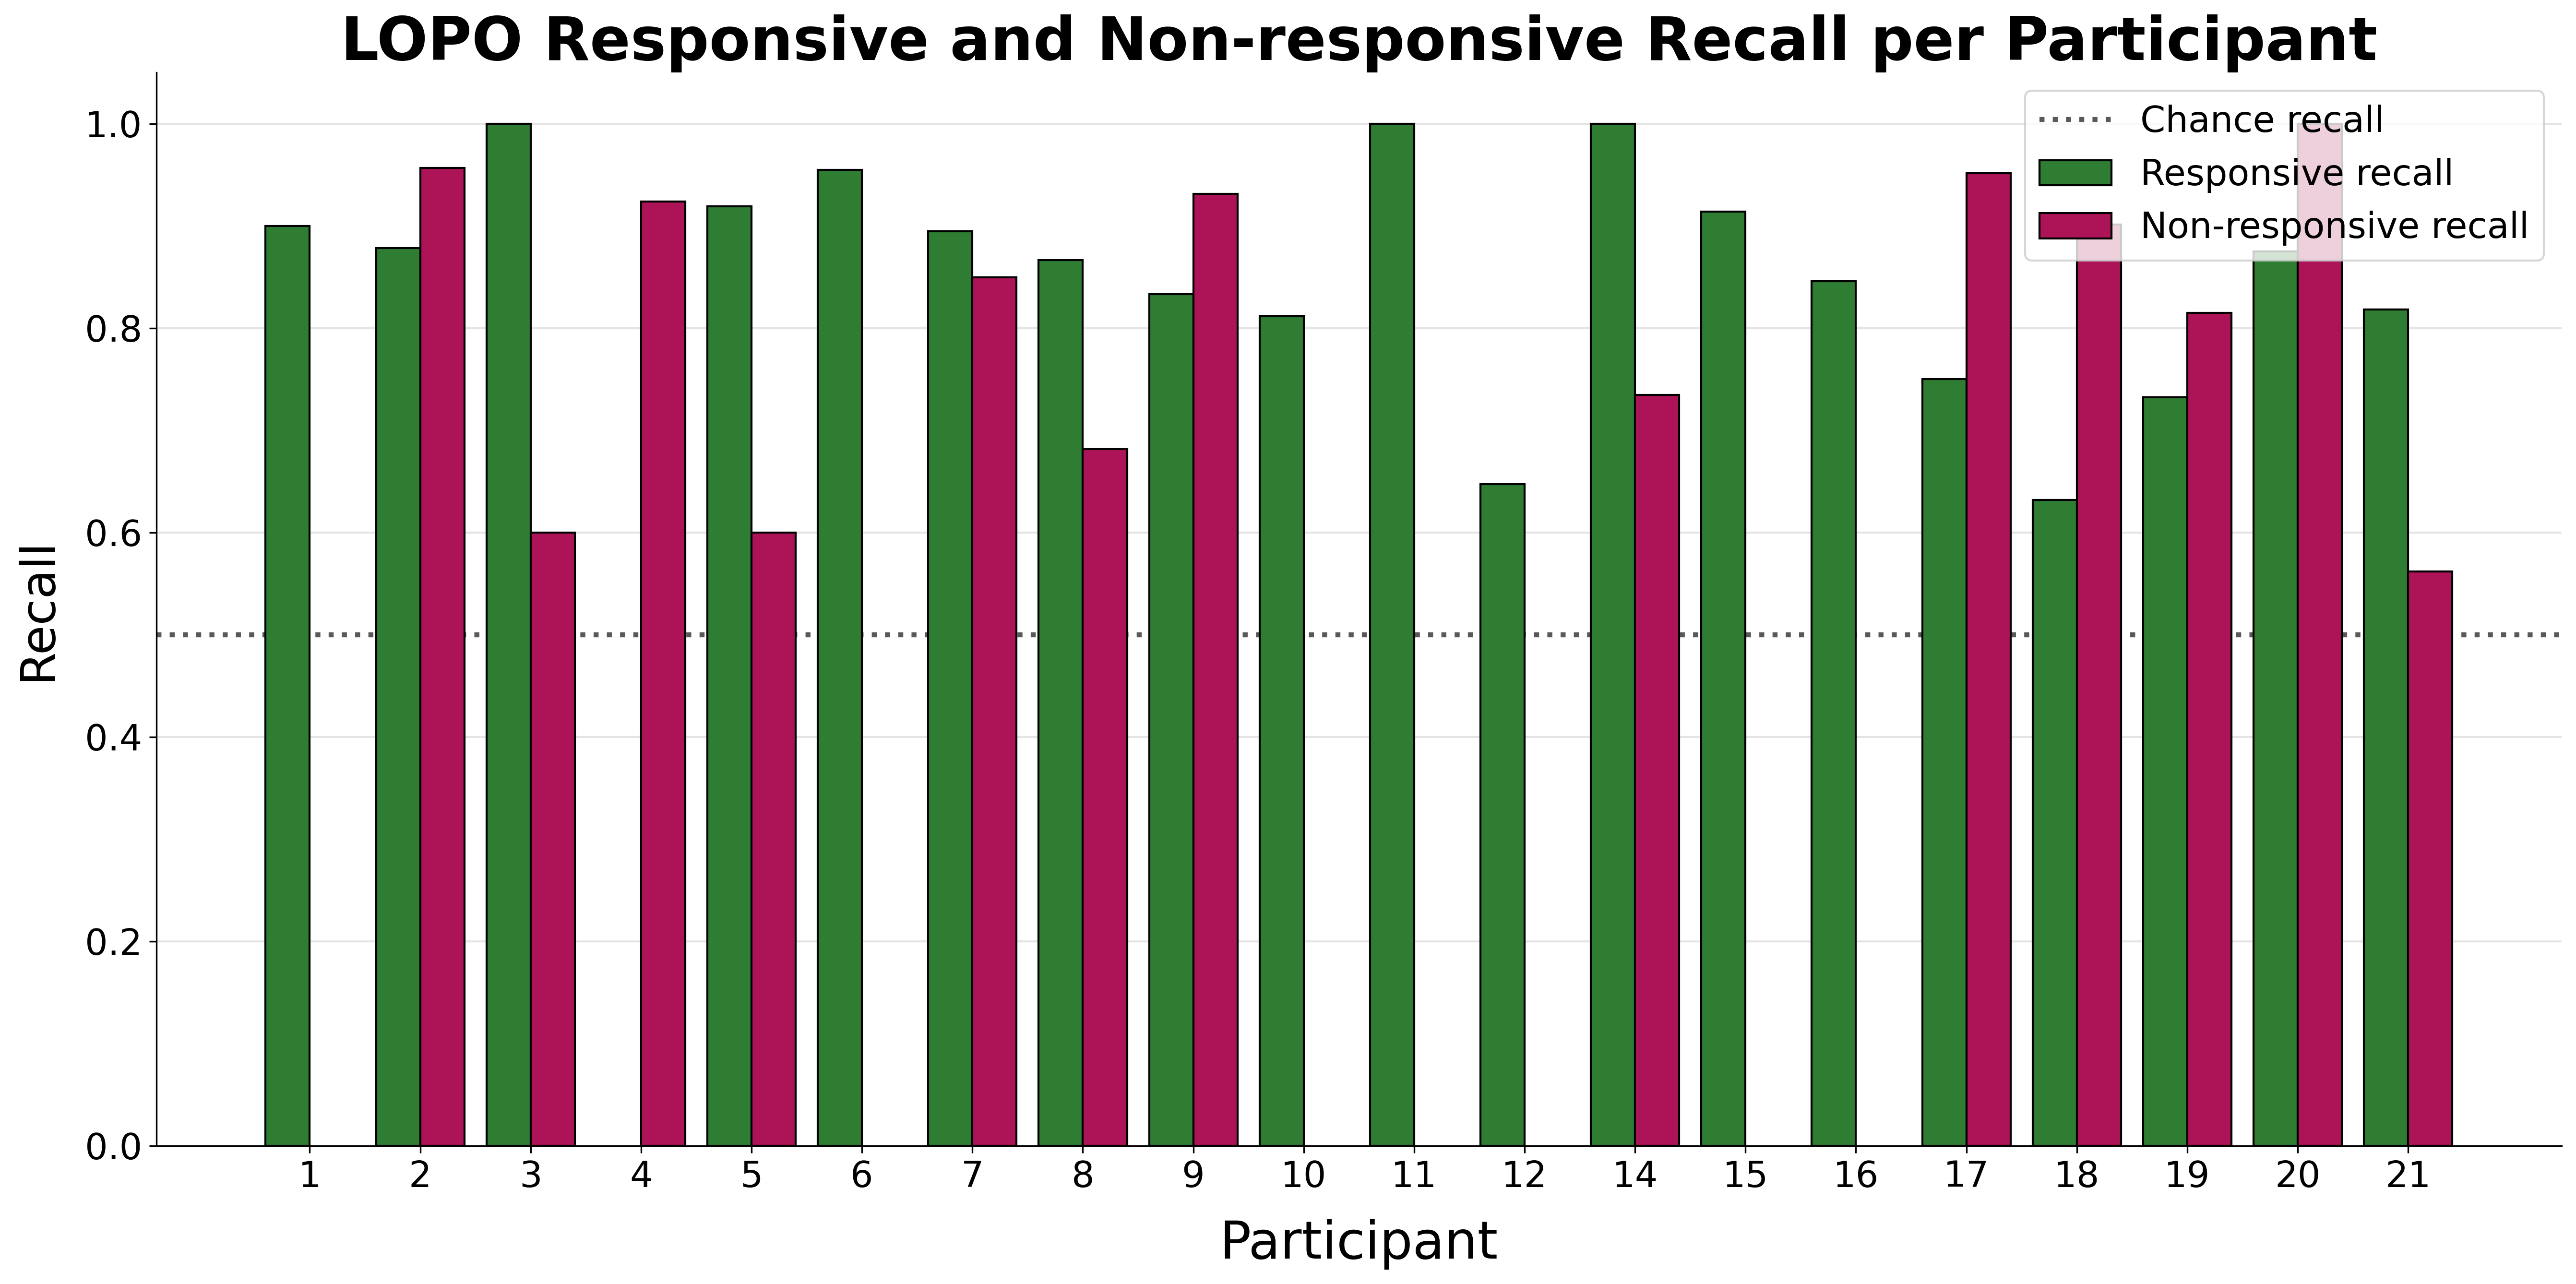 LOPO Responsive and Non-responsive Recall per Participant
Chance recall
Responsive recall
Non-responsive recall
Recall
1.0
0.8
0.6
0.4
0.2
0.0
1 2 3 4 5 6 7 8 9 10 11 12 14 15 16 17 18 19 20 21
Participant